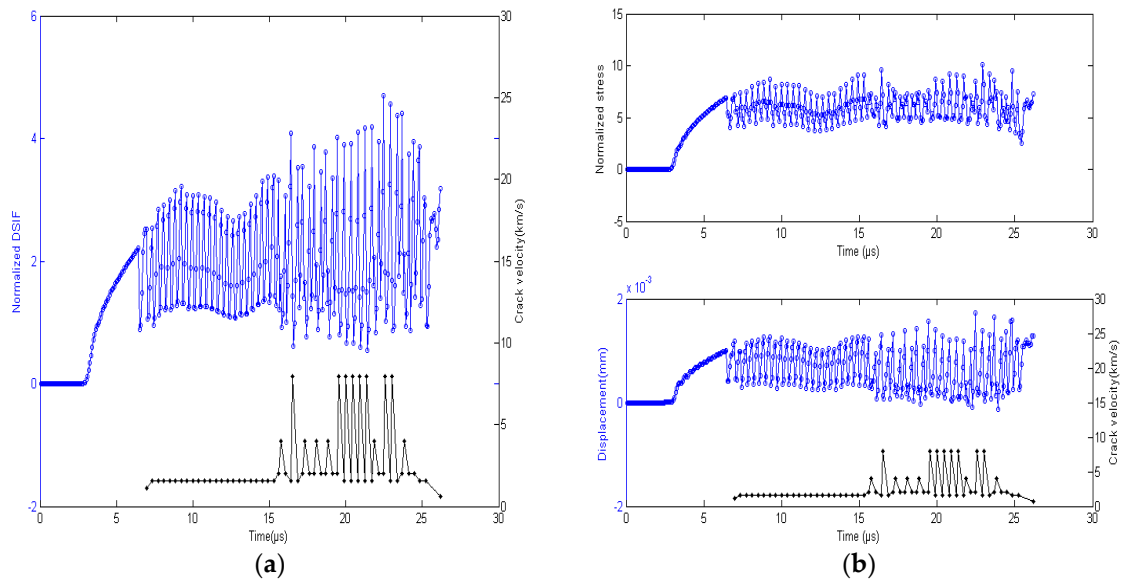 6
30
Normalized DSIF
4
2
0
-2
25
20
15
10
5
0
Crack velocity(km/s)
0 5 10 15 20 25 30
Time(μs)
(a)
15
10
5
0
-5
Normalized stress
0 5 10 15 20 25 30
Time (μs)
x 10⁻³
2
0
-2
Displacement(mm)
30
25
20
15
10
5
0
Crack velocity(km/s)
0 5 10 15 20 25 30
Time (μs)
(b)